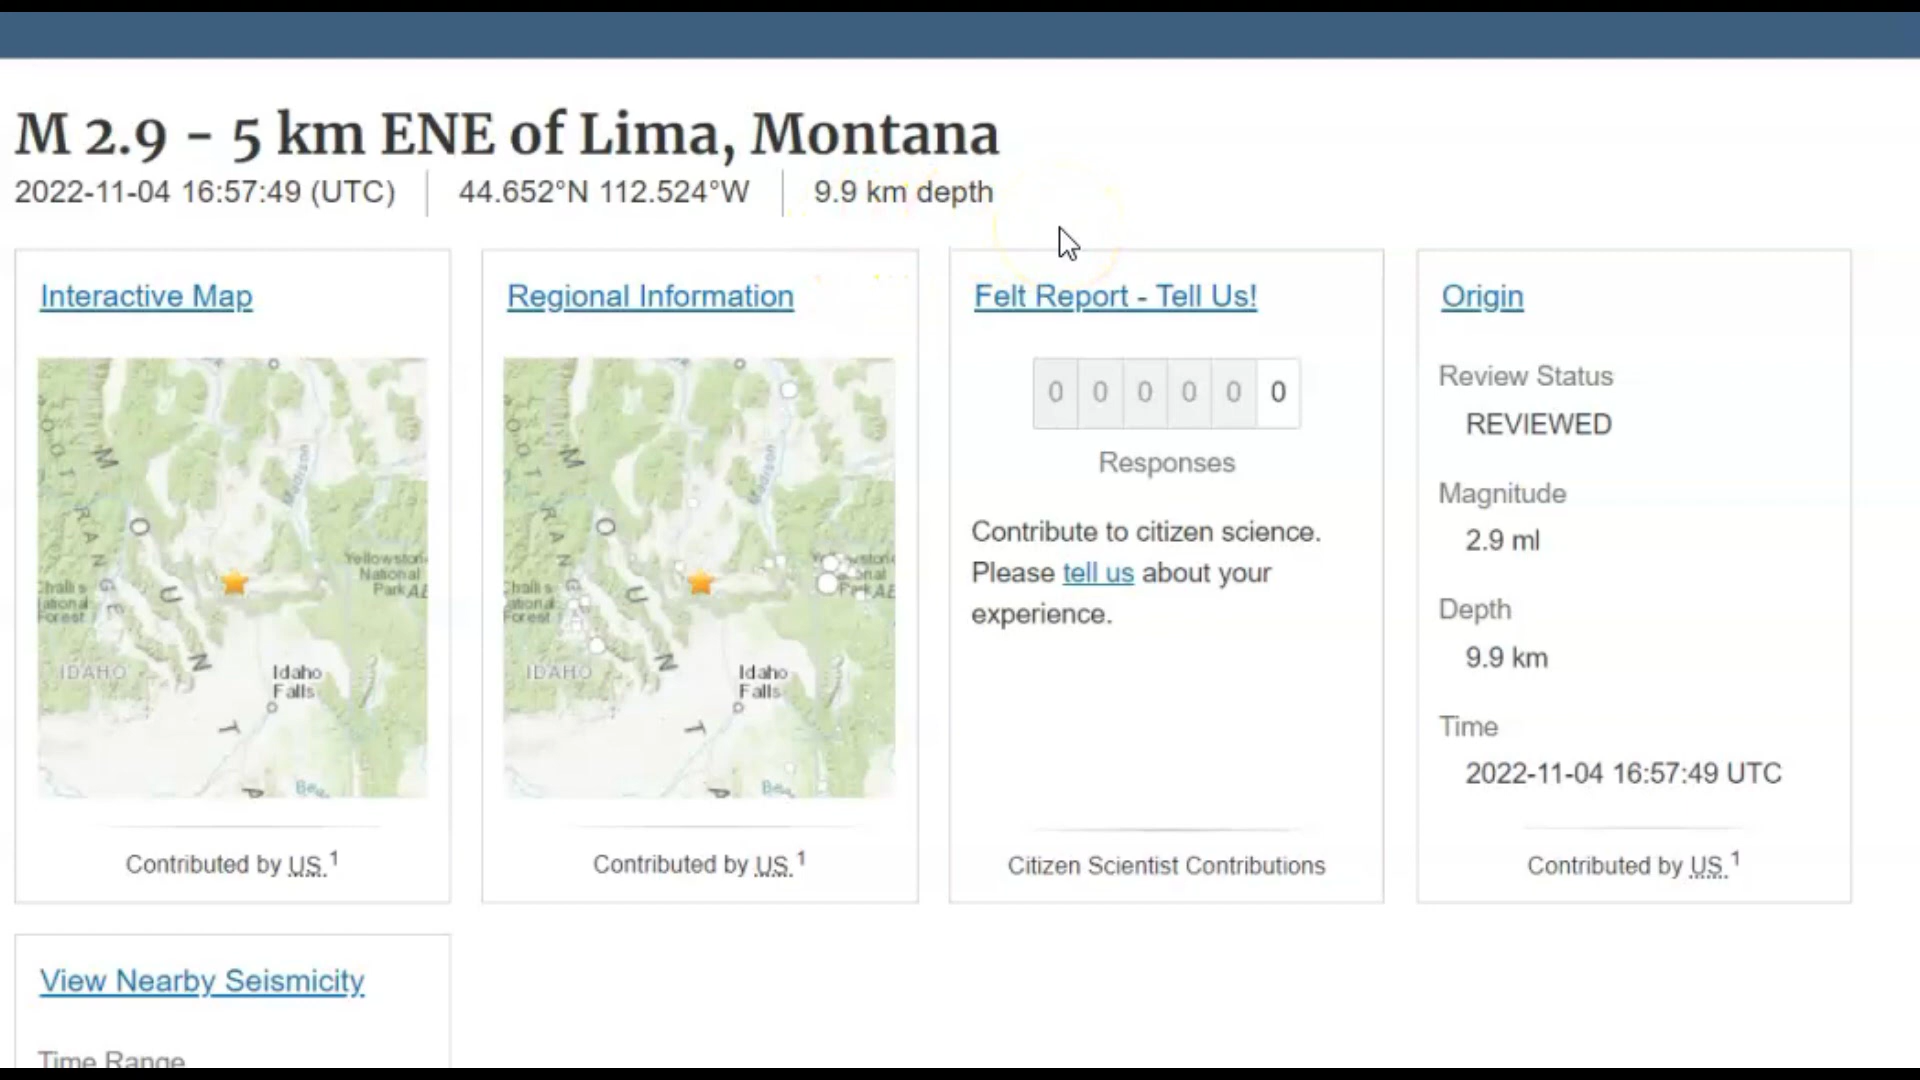 M 2.9 - 5 km ENE of Lima, Montana
2022-11-04 16:57:49 (UTC)
44.652°N 112.524°W
9.9 km depth
Interactive Map
Madison
Yellowston
National
Park
IDAHO
Idaho
Falls
Contributed by US 1
Regional Information
Madison
IDAHO
Idaho
Falls
Contributed by US 1
Felt Report - Tell Us!
0 0 0 0 0 0
Responses
Contribute to citizen science.
Please tell us about your
experience.
Citizen Scientist Contributions
Origin
Review Status
REVIEWED
Magnitude
2.9 ml
Depth
9.9 km
Time
2022-11-04 16:57:49 UTC
Contributed by US 1
View Nearby Seismicity
Time Range